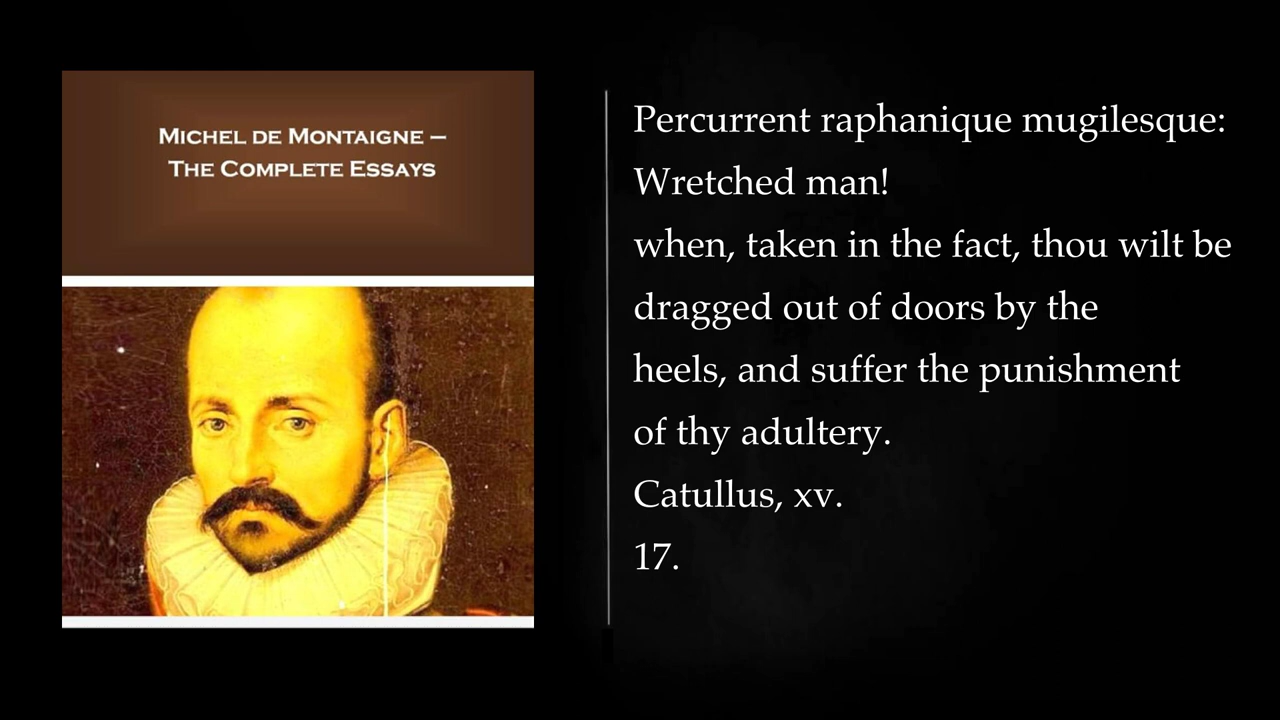 MICHEL DE MONTAIGNE –
THE COMPLETE ESSAYS
Percurrent raphanique mugilesque:
Wretched man!
when, taken in the fact, thou wilt be
dragged out of doors by the
heels, and suffer the punishment
of thy adultery.
Catullus, xv.
17.